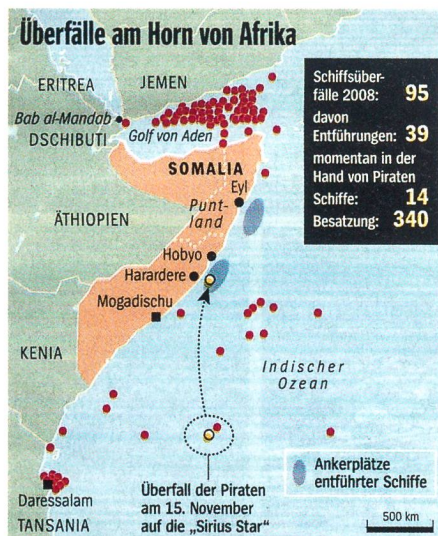 Überfälle am Horn von Afrika
ERITREA
JEMEN
Bab al-Mandab
DSCHIBUTI
Golf von Aden
SOMALIA
Eyl
Punt-
land
ÄTHIOPIEN
Hobyo
Harardere
Mogadischu
KENIA
Indischer
Ozean
Daressalam
TANSANIA
Schiffsüber-
fälle 2008: 95
davon
Entführungen: 39
momentan in der
Hand von Piraten
Schiffe: 14
Besatzung: 340
Ankerplätze
entführter Schiffe
Überfall der Piraten
am 15. November
auf die „Sirius Star“
500 km